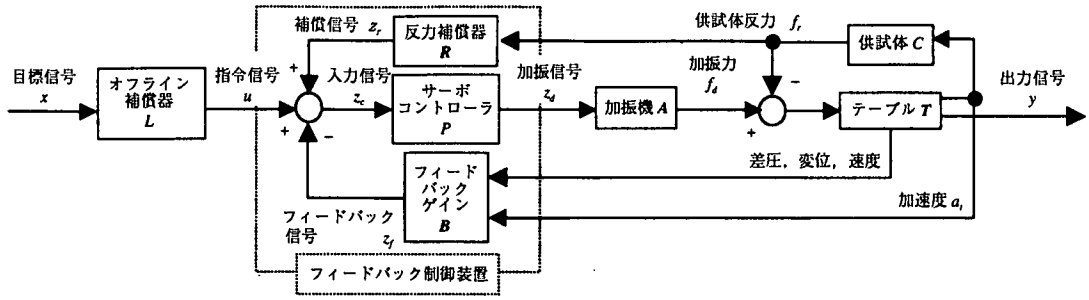 目標信号
x
オフライン
補償器
L
指令信号
u
補償信号 z_r
反力補償器
R
入力信号
z_c
サーボ
コントローラ
P
加振信号
z_d
加振機 A
供試体反力 f_r
加振力
f_d
供試体 C
テーブル T
出力信号
y
差圧，変位，速度
加速度 a_t
フィード
バック
ゲイン
B
フィードバック
信号 z_f
フィードバック制御装置
+
+
−
+
−